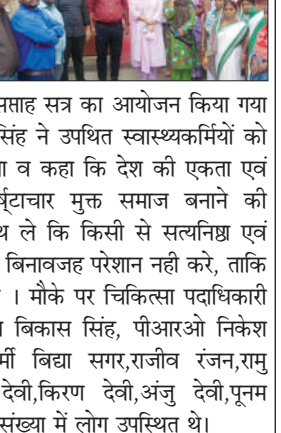 सप्ताह सत्र का आयोजन किया गया
सिंह ने उपथित स्वास्थ्यकर्मियों को
व कहा कि देश की एकता एवं
मुक्त समाज बनाने की
ले कि किसी से सत्यनिष्ठा एवं
बिनावजह परेशान नही करे, ताकि
। मौके पर चिकित्सा पदाधिकारी
बिकास सिंह, पीआरओ निकेश
बिद्या सगर,राजीव रंजन,रामु
देवी,किरण देवी,अंजु देवी,पूनम
संख्या में लोग उपस्थित थे।